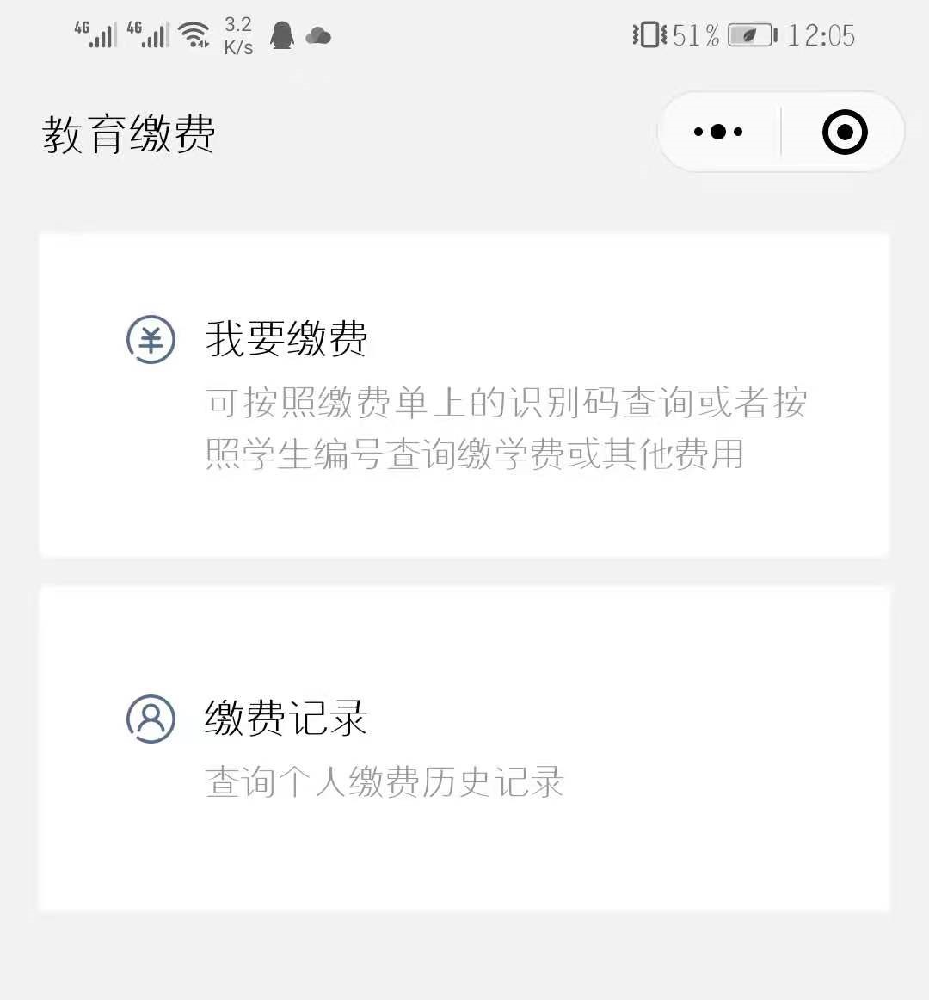 4G 4G 3.2 K/s 51% 12:05
教育缴费
我要缴费
可按照缴费单上的识别码查询或者按
照学生编号查询缴学费或其他费用
缴费记录
查询个人缴费历史记录